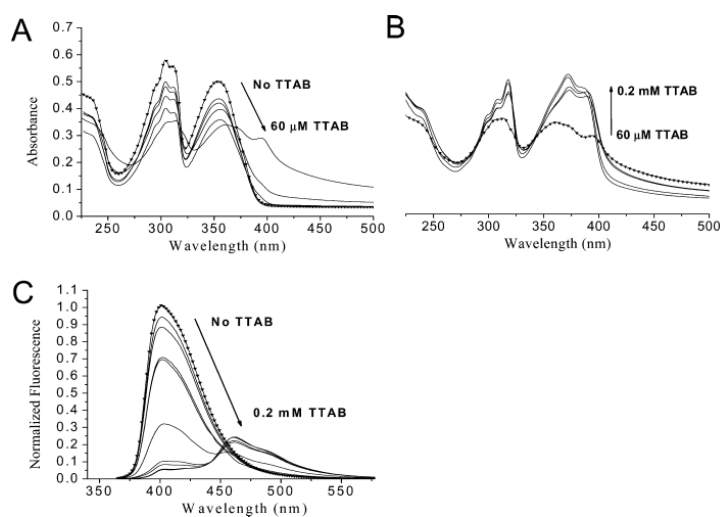 A
0.7
0.6
0.5
0.4
0.3
0.2
0.1
0.0
Absorbance
No TTAB
60 μM TTAB
250 300 350 400 450 500
Wavelength (nm)
B
0.2 mM TTAB
60 μM TTAB
250 300 350 400 450 500
Wavelength (nm)
C
1.1
1.0
0.9
0.8
0.7
0.6
0.5
0.4
0.3
0.2
0.1
0.0
Normalized Fluorescence
No TTAB
0.2 mM TTAB
350 400 450 500 550
Wavelength (nm)